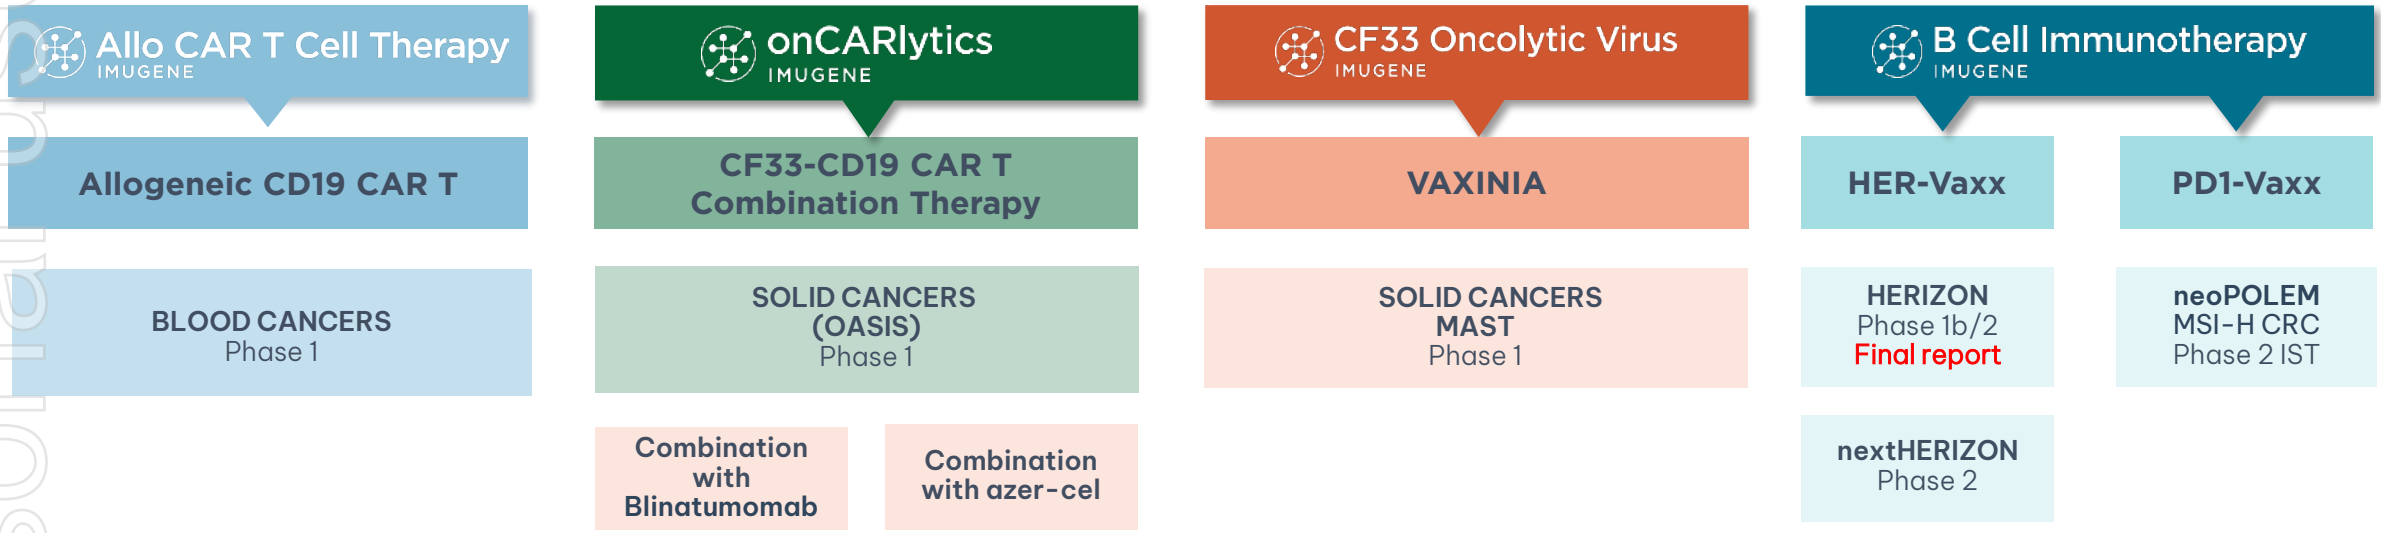 Allo CAR T Cell Therapy
IMUGENE
Allogeneic CD19 CAR T
BLOOD CANCERS
Phase 1
onCARlytics
IMUGENE
CF33-CD19 CAR T
Combination Therapy
SOLID CANCERS
(OASIS)
Phase 1
Combination
with
Blinatumomab
Combination
with azer-cel
CF33 Oncolytic Virus
IMUGENE
VAXINIA
SOLID CANCERS
MAST
Phase 1
B Cell Immunotherapy
IMUGENE
HER-Vaxx
HERIZON
Phase 1b/2
Final report
nextHERIZON
Phase 2
PD1-Vaxx
neoPOLEM
MSI-H CRC
Phase 2 IST